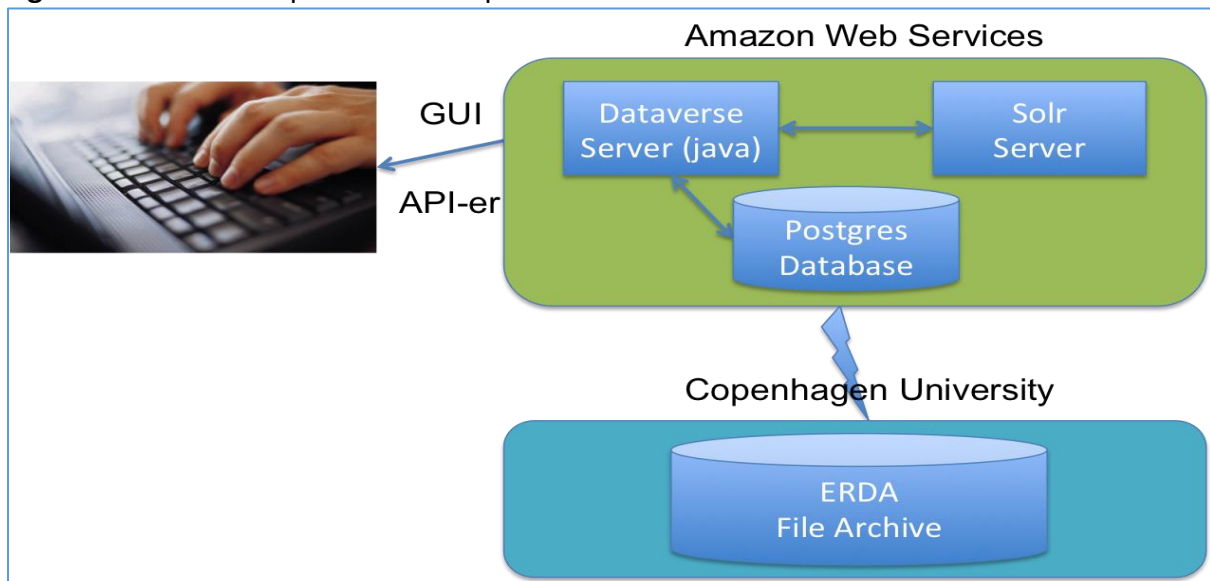 Amazon Web Services
GUI
API-er
Dataverse
Server (java)
Solr
Server
Postgres
Database
Copenhagen University
ERDA
File Archive